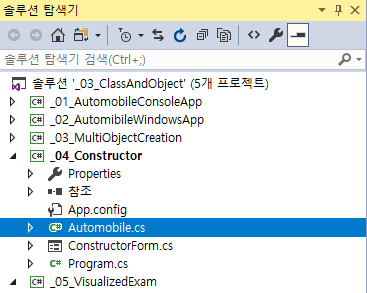 솔루션 탐색기
솔루션 탐색기 검색(Ctrl+;)
솔루션 '_03_ClassAndObject' (5개 프로젝트)
C# _01_AutomobileConsoleApp
C# _02_AutomibileWindowsApp
C# _03_MultiObjectCreation
C# _04_Constructor
Properties
참조
App.config
C# Automobile.cs
ConstructorForm.cs
C# Program.cs
C# _05_VisualizedExam